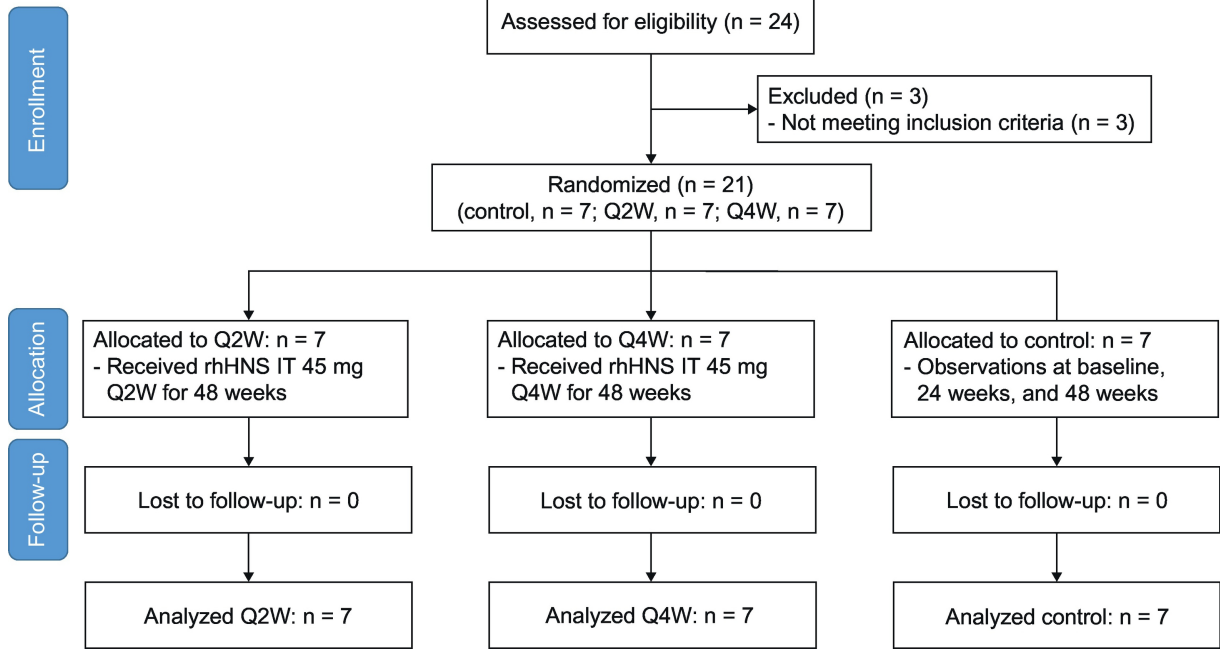 Enrollment
Assessed for eligibility (n = 24)
Excluded (n = 3)
- Not meeting inclusion criteria (n = 3)
Randomized (n = 21)
(control, n = 7; Q2W, n = 7; Q4W, n = 7)
Allocation
Allocated to Q2W: n = 7
- Received rhHNS IT 45 mg
Q2W for 48 weeks
Allocated to Q4W: n = 7
- Received rhHNS IT 45 mg
Q4W for 48 weeks
Allocated to control: n = 7
- Observations at baseline,
24 weeks, and 48 weeks
Follow-up
Lost to follow-up: n = 0
Lost to follow-up: n = 0
Lost to follow-up: n = 0
Analyzed Q2W: n = 7
Analyzed Q4W: n = 7
Analyzed control: n = 7